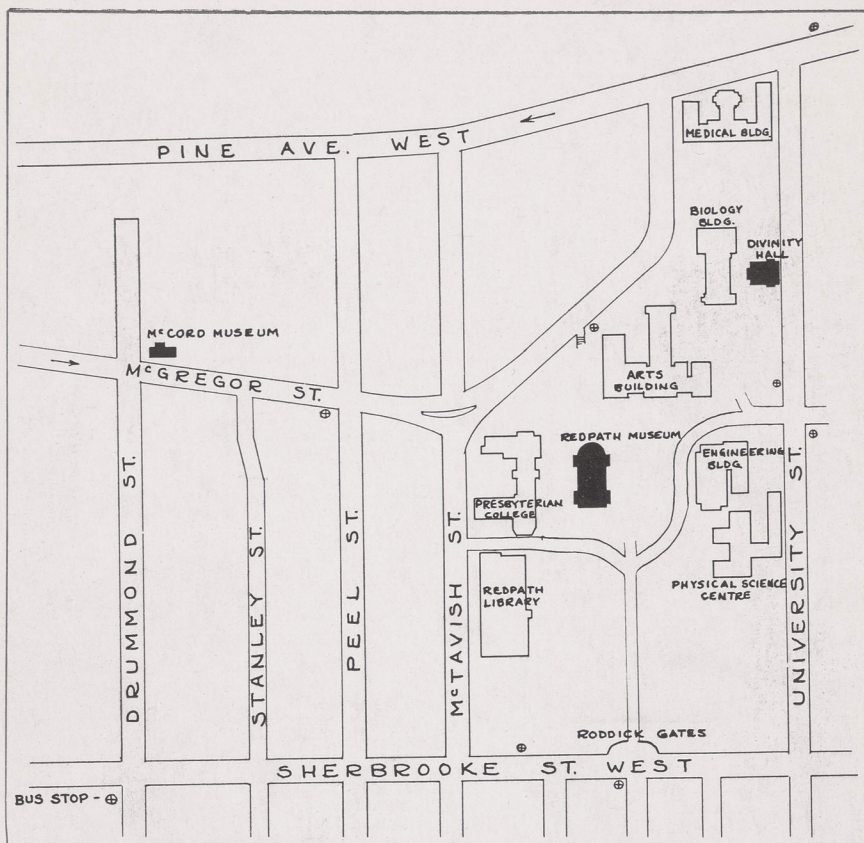 PINE AVE. WEST
MEDICAL BLDG.
BIOLOGY
BLDG.
DIVINITY
HALL
McCORD MUSEUM
McGREGOR ST.
ARTS
BUILDING
REDPATH MUSEUM
ENGINEERING
BLDG.
PRESBYTERIAN
COLLEGE
PHYSICAL SCIENCE
CENTRE
REDPATH
LIBRARY
DRUMMOND ST.
STANLEY ST.
PEEL ST.
McTAVISH ST.
UNIVERSITY ST.
RODDICK GATES
SHERBROOKE ST. WEST
BUS STOP -